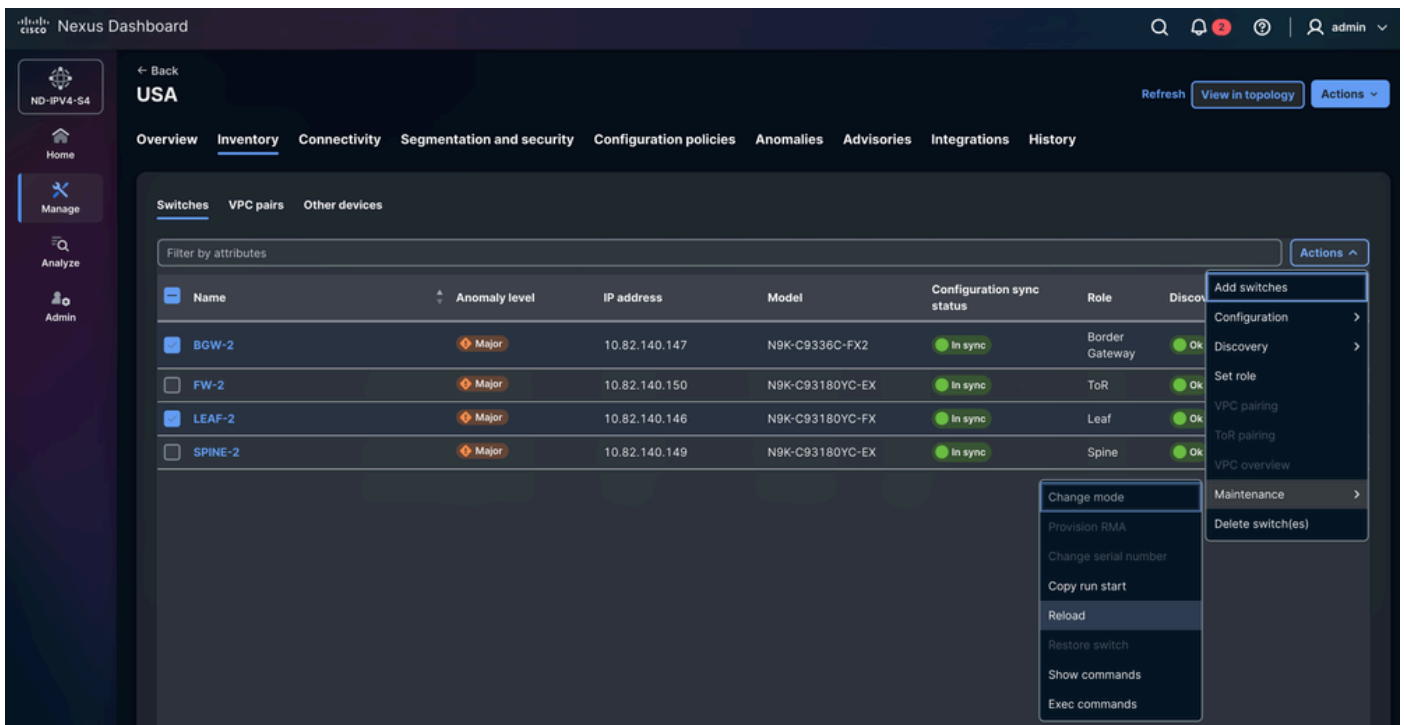 cisco Nexus Dashboard
2
admin
ND-IPV4-S4
Home
Manage
Analyze
Admin
← Back
USA
Refresh
View in topology
Actions
Overview Inventory Connectivity Segmentation and security Configuration policies Anomalies Advisories Integrations History
Switches VPC pairs Other devices
Filter by attributes
Actions
Name Anomaly level IP address Model Configuration sync status Role
BGW-2 Major 10.82.140.147 N9K-C9336C-FX2 In sync Border Gateway Ok
FW-2 Major 10.82.140.150 N9K-C93180YC-EX In sync ToR Ok
LEAF-2 Major 10.82.140.146 N9K-C93180YC-FX In sync Leaf Ok
SPINE-2 Major 10.82.140.149 N9K-C93180YC-EX In sync Spine Ok
Add switches
Configuration
Discovery
Set role
VPC pairing
ToR pairing
VPC overview
Maintenance
Delete switch(es)
Change mode
Provision RMA
Change serial number
Copy run start
Reload
Restore switch
Show commands
Exec commands